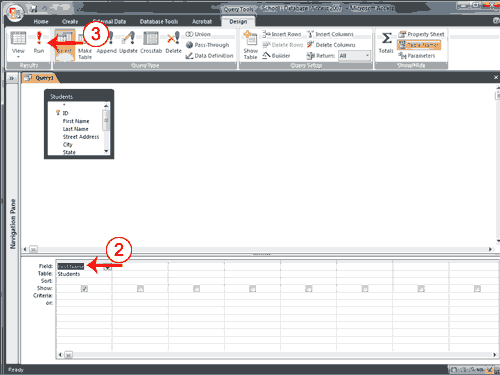 Query Tools
School : Database (Access 2007
Microsoft Access
Home
Create
External Data
Database Tools
Acrobat
Design
3
View
Run
Select
Make Table
Append
Update
Crosstab
Delete
Union
Pass-Through
Data Definition
Show Table
Insert Rows
Delete Rows
Builder
Insert Columns
Delete Columns
Return: All
Totals
Property Sheet
Table Names
Parameters
Results
Query Type
Query Setup
Show/Hide
Query1
Students
*
ID
First Name
Last Name
Street Address
City
State
Navigation Pane
2
Field:
Table: Students
Sort:
Show:
Criteria:
or:
Ready